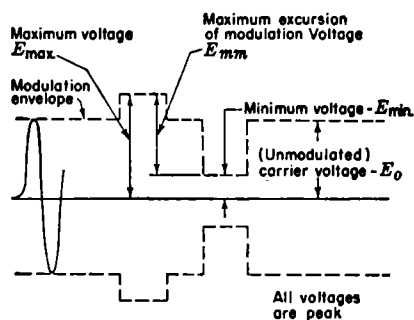 Maximum voltage
Emax.
Maximum excursion
of modulation Voltage
Emm
Modulation
envelope
Minimum voltage-Emin.
(Unmodulated)
carrier voltage-Eo
All voltages
are peak